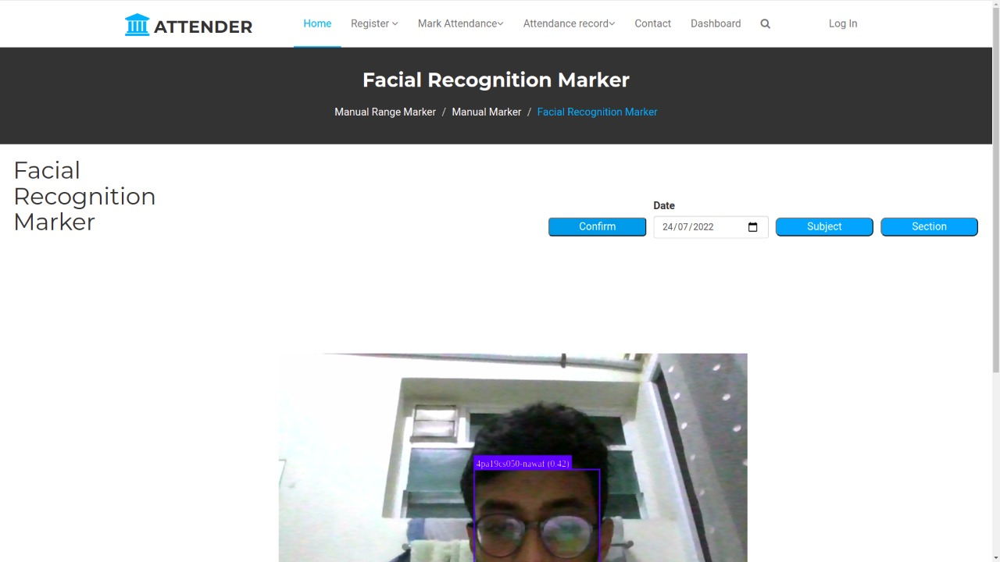 ATTENDER
Home Register Mark Attendance Attendance record Contact Dashboard Log In
Facial Recognition Marker
Manual Range Marker / Manual Marker / Facial Recognition Marker
Facial
Recognition
Marker
Date
Confirm 24/07/2022 Subject Section
4pa19cs050-nawaf (0.42)